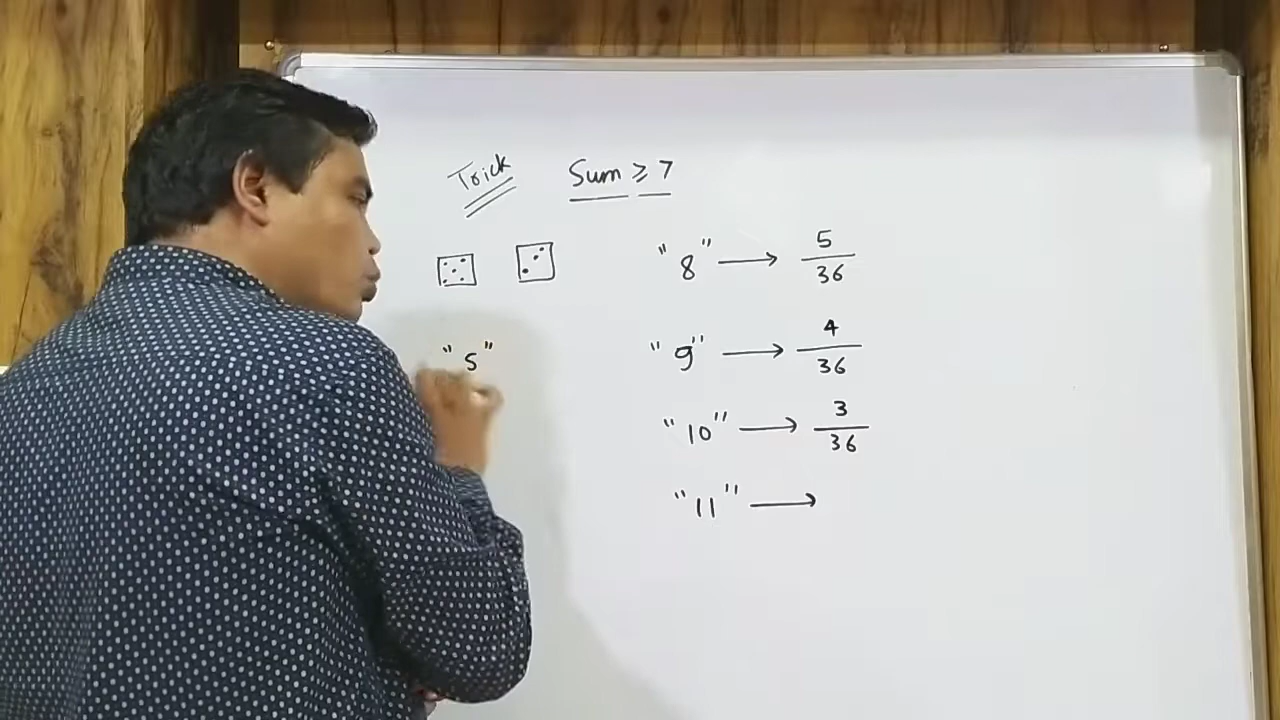 Trick Sum ≥ 7
"8" → 5/36
"5" "9" → 4/36
"10" → 3/36
"11" →